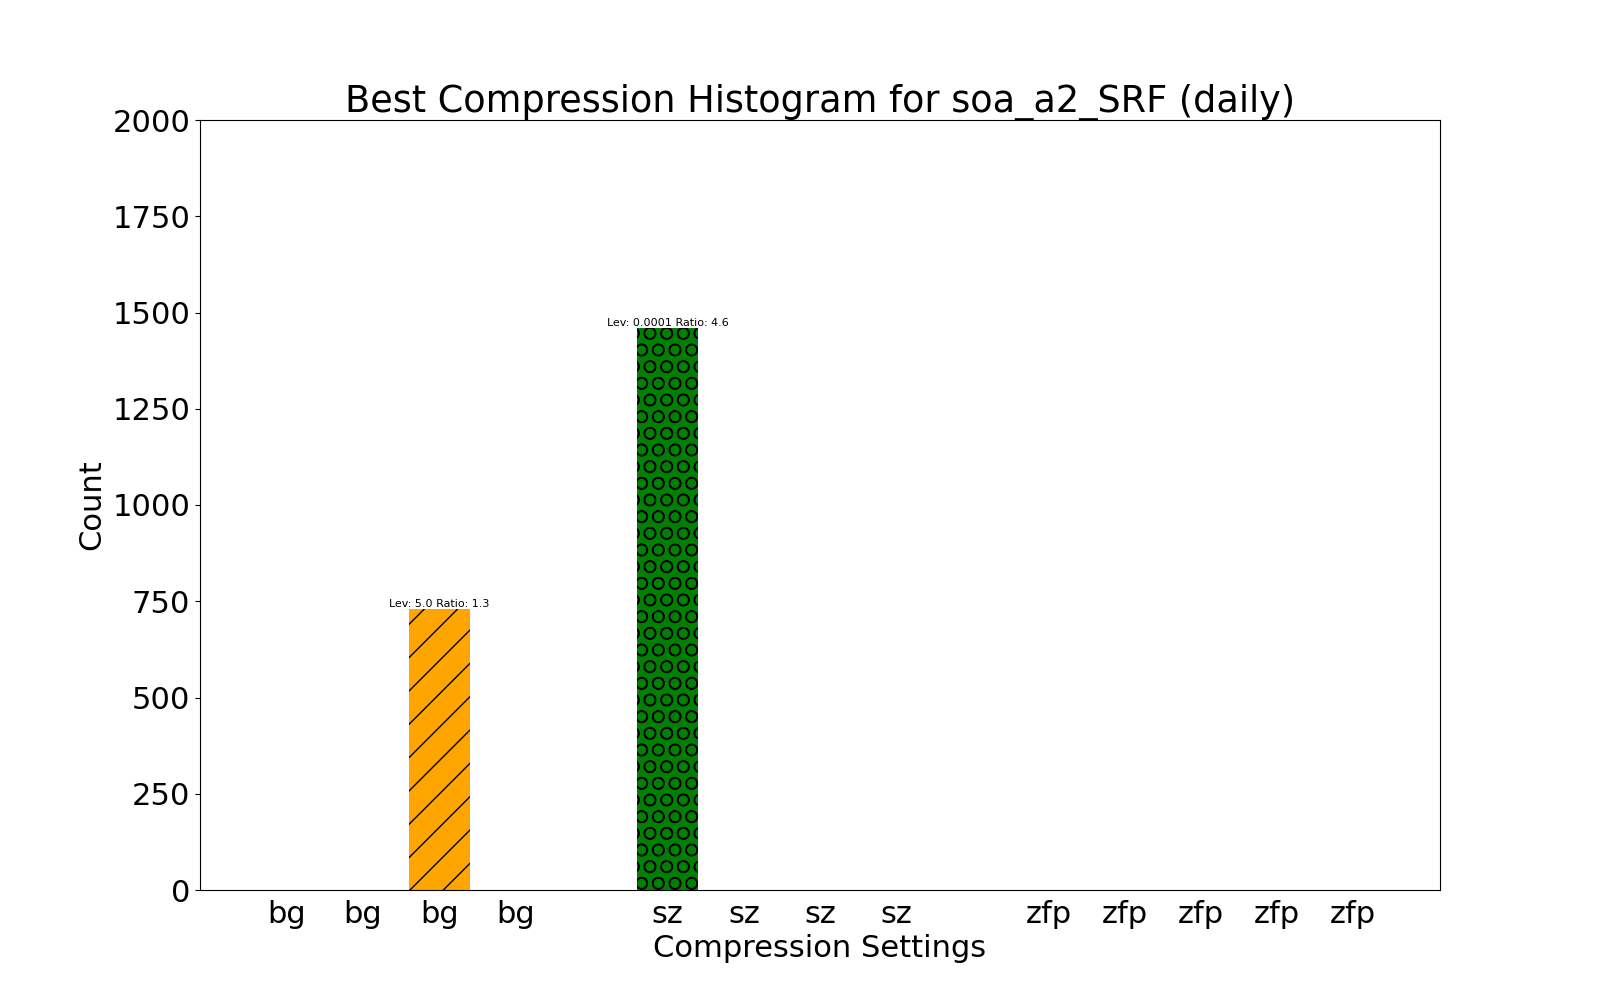 Best Compression Histogram for soa_a2_SRF (daily)
2000
1750
1500
1250
1000
750
500
250
0
Count
Lev: 5.0 Ratio: 1.3
Lev: 0.0001 Ratio: 4.6
bg bg bg bg sz sz sz sz zfp zfp zfp zfp zfp
Compression Settings